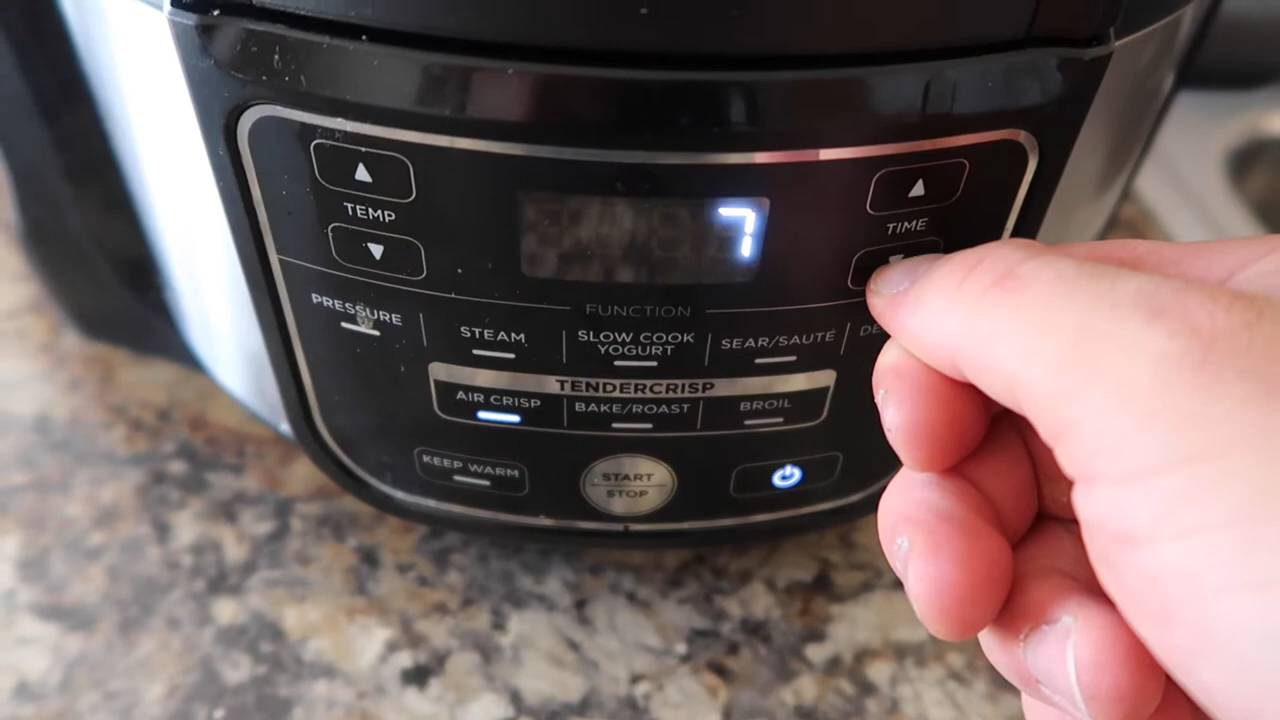 7
TEMP
TIME
FUNCTION
PRESSURE
STEAM
SLOW COOK
YOGURT
SEAR/SAUTÉ
TENDERCRISP
AIR CRISP
BAKE/ROAST
BROIL
KEEP WARM
START
STOP